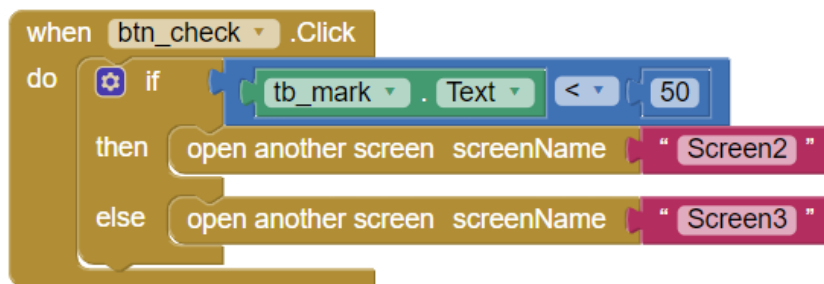 when btn_check .Click
do if tb_mark . Text < 50
then open another screen screenName " Screen2 "
else open another screen screenName " Screen3 "